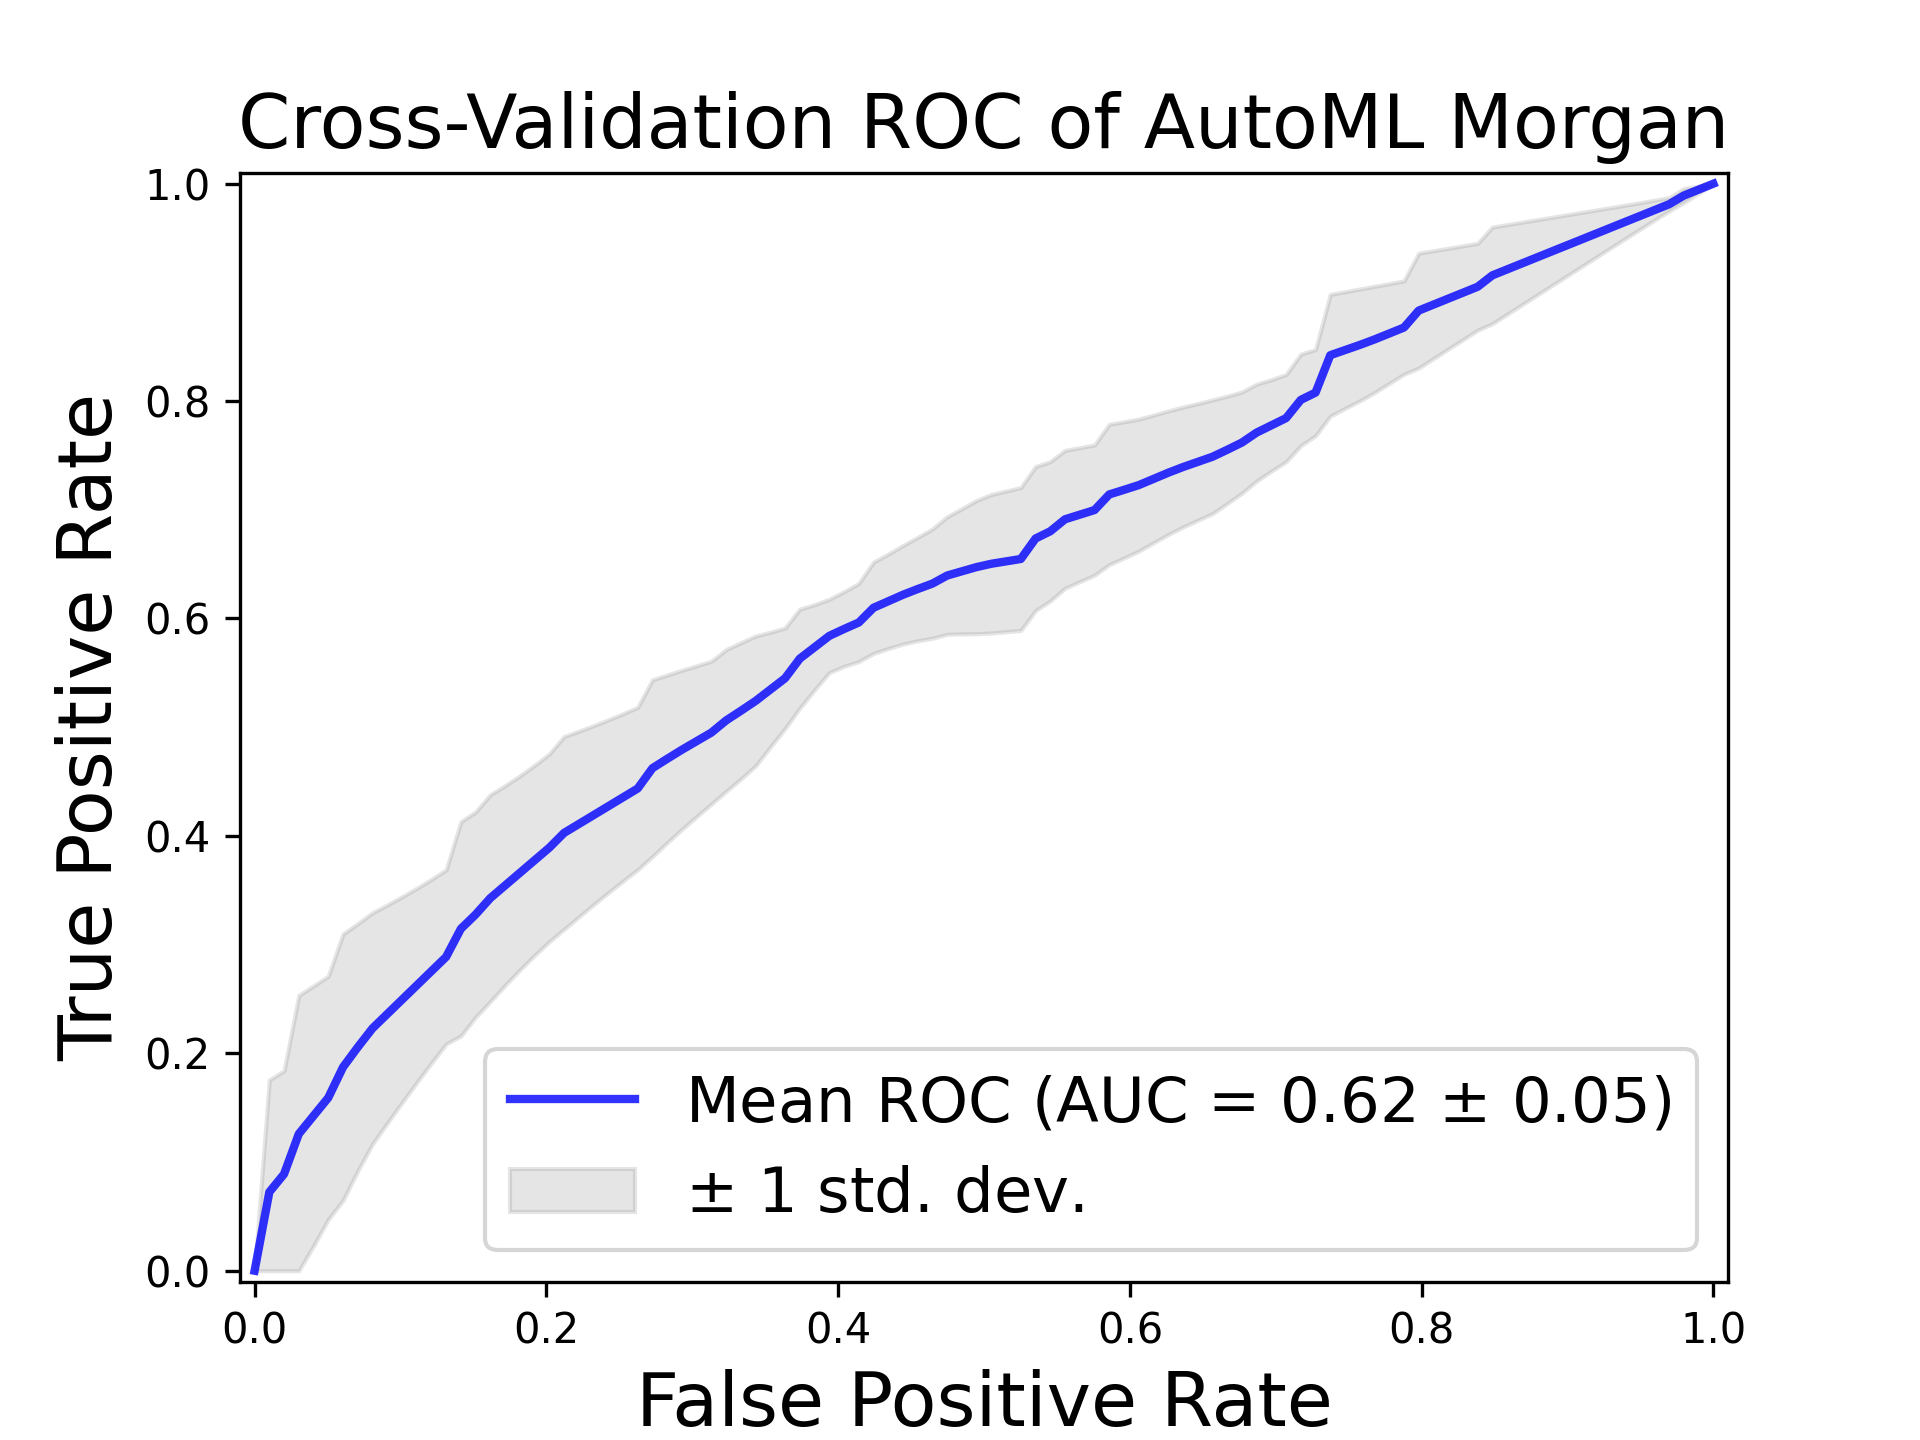 Cross-Validation ROC of AutoML Morgan
True Positive Rate
1.0
0.8
0.6
0.4
0.2
0.0
Mean ROC (AUC = 0.62 ± 0.05)
± 1 std. dev.
0.0 0.2 0.4 0.6 0.8 1.0
False Positive Rate